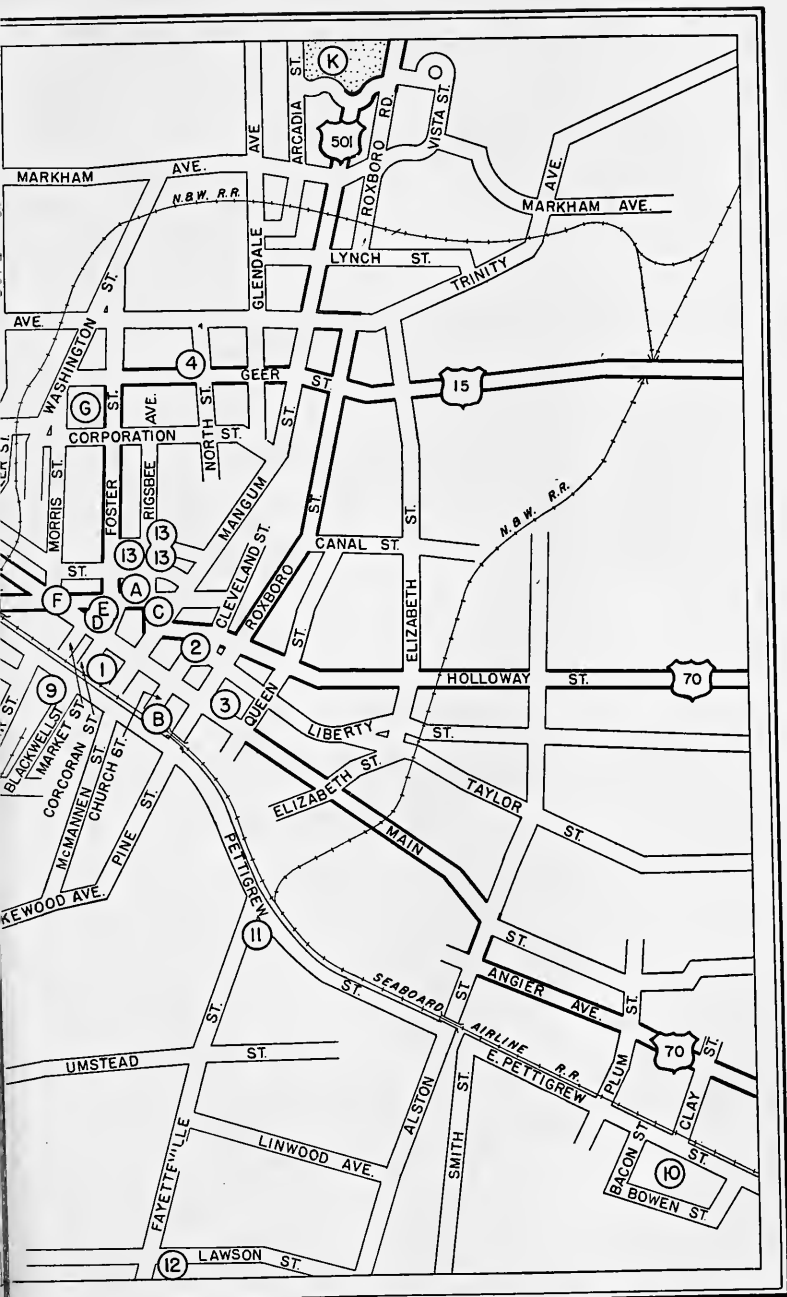 K
ST.
ARCADIA
AVE
501
RD.
ROXBORO
VISTA ST.
AVE.
MARKHAM
AVE.
N.&W. R.R.
MARKHAM AVE.
GLENDALE
LYNCH ST.
TRINITY
WASHINGTON
ST.
AVE.
4
GEER
ST.
15
G
ST.
AVE.
NORTH ST.
CORPORATION ST.
MORRIS ST.
FOSTER
RIGSBEE
MANGUM
ST.
N.&W. R.R.
13
13
13
CANAL ST.
ST.
ELIZABETH
CLEVELAND ST.
ROXBORO
ST.
ST.
F
E
D
A
C
2
HOLLOWAY ST.
70
1
9
B
3
QUEEN
ST.
LIBERTY
ST.
BLACKWELL ST
MARKET ST.
CORCORAN ST.
CHURCH ST.
McMANNEN ST.
PINE ST.
ELIZABETH ST.
TAYLOR
ST.
MAIN
KEWOOD AVE.
PETTIGREW
11
ST.
ST.
SEABOARD AIRLINE R.R.
ST.
ST.
ANGIER AVE.
ST.
70
ST.
UMSTEAD ST.
E. PETTIGREW
ST.
PLUM
CLAY
ST.
ALSTON
SMITH
FAYETTEVILLE
LINWOOD AVE.
BACON ST.
10
BOWEN ST.
12
LAWSON ST.